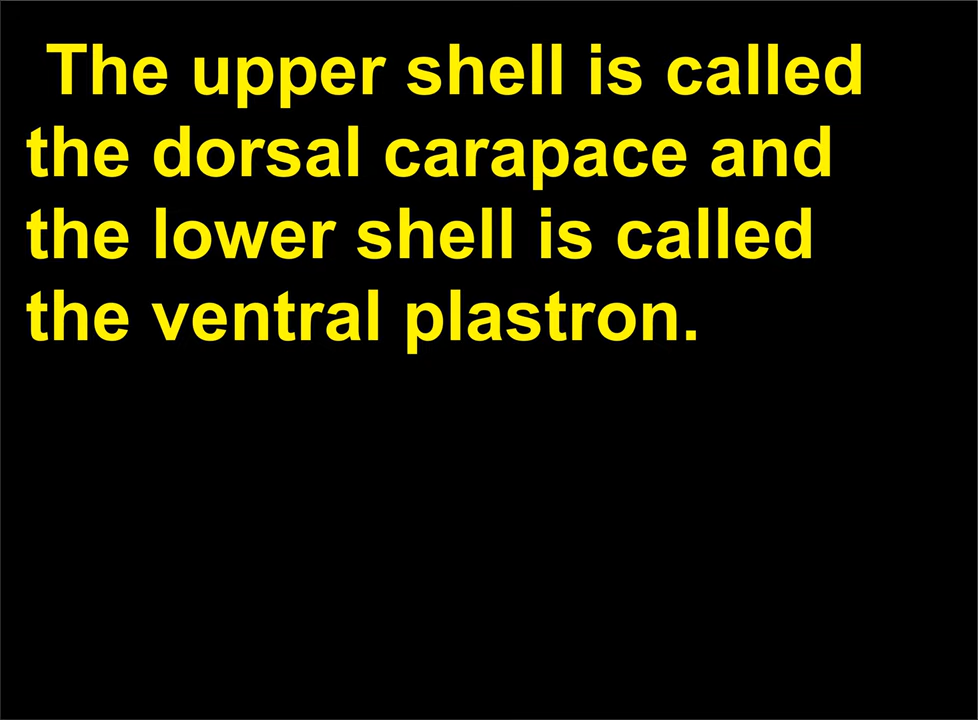 The upper shell is called
the dorsal carapace and
the lower shell is called
the ventral plastron.